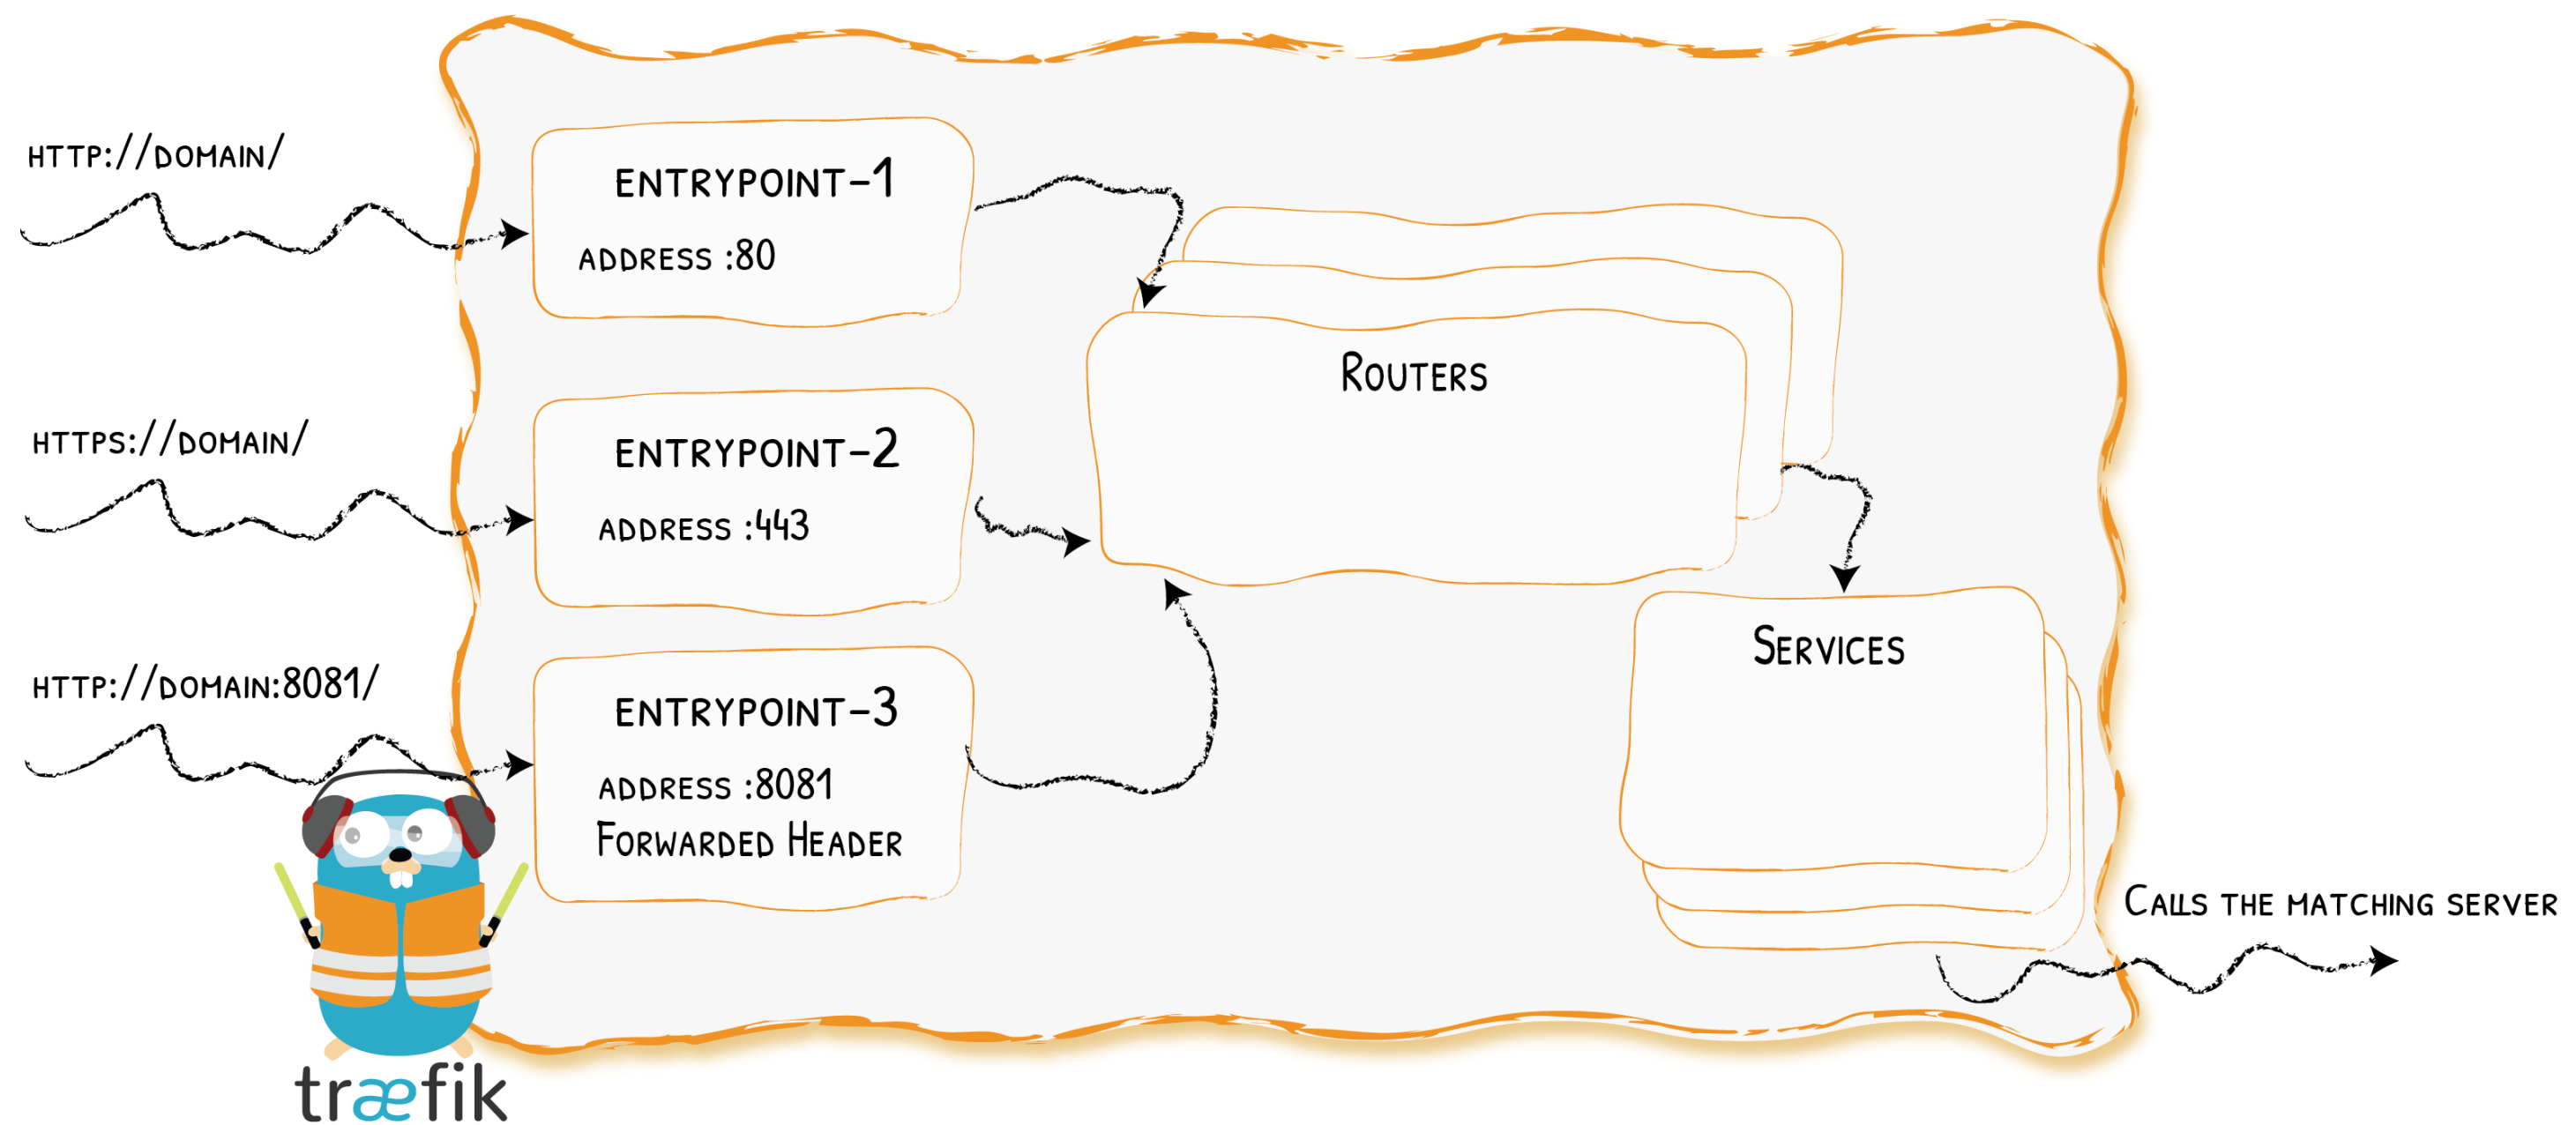 http://domain/
entrypoint-1
address :80
https://domain/
entrypoint-2
address :443
http://domain:8081/
entrypoint-3
address :8081
Forwarded Header
Routers
Services
Calls the matching server
træfik